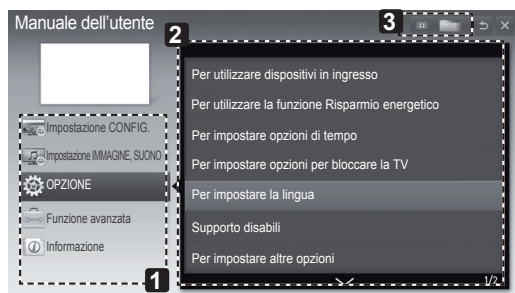 Manuale dell'utente
2
3
Impostazione CONFIG.
Impostazione IMMAGINE, SUONO
OPZIONE
Funzione avanzata
Informazione
1
Per utilizzare dispositivi in ingresso
Per utilizzare la funzione Risparmio energetico
Per impostare opzioni di tempo
Per impostare opzioni per bloccare la TV
Per impostare la lingua
Supporto disabili
Per impostare altre opzioni
1/2